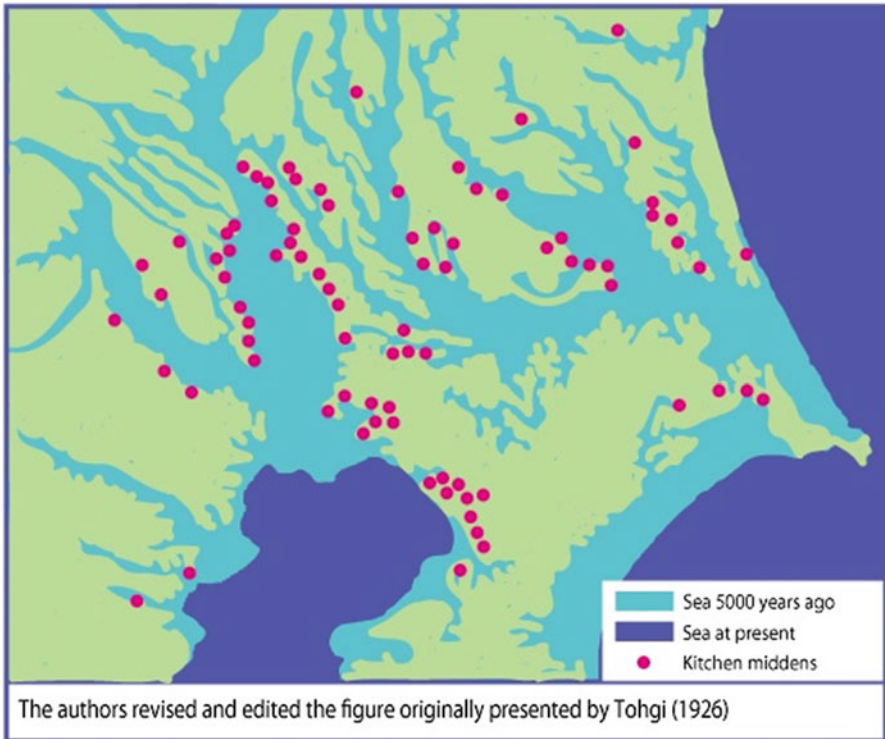 Sea 5000 years ago
Sea at present
Kitchen middens
The authors revised and edited the figure originally presented by Tohgi (1926)